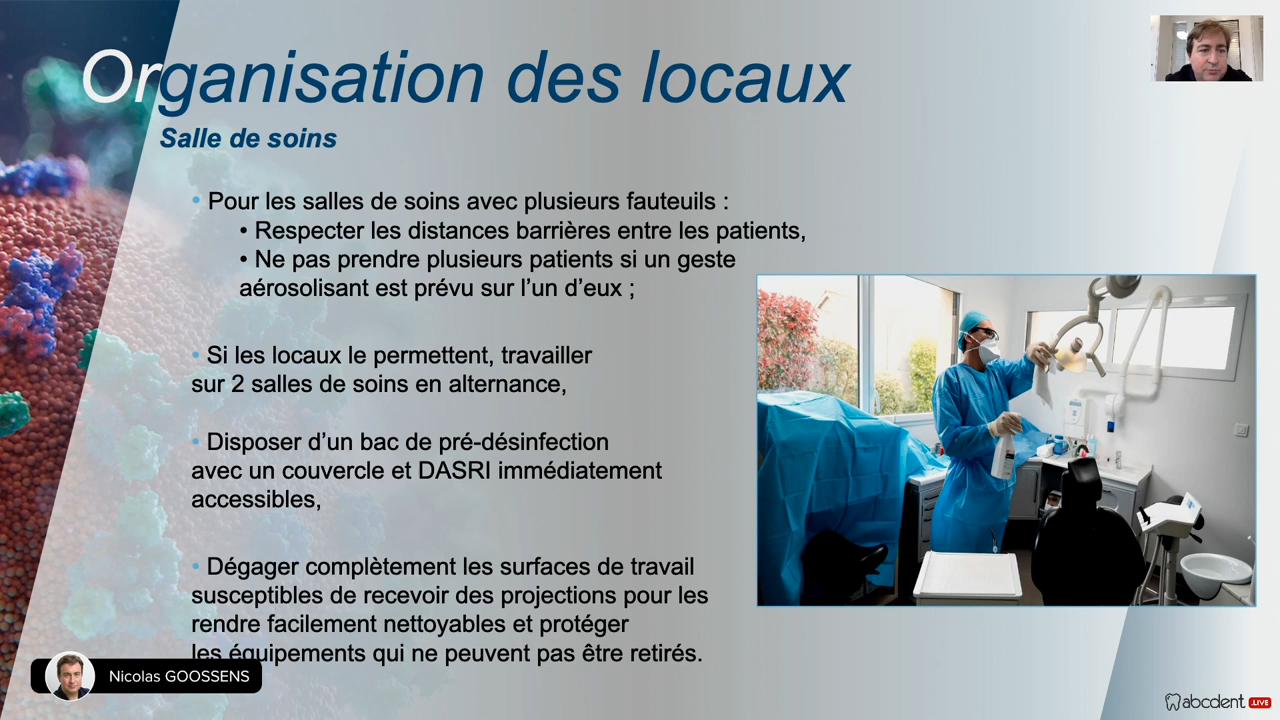 Organisation des locaux
Salle de soins
• Pour les salles de soins avec plusieurs fauteuils :
• Respecter les distances barrières entre les patients,
• Ne pas prendre plusieurs patients si un geste
aérosolisant est prévu sur l’un d’eux ;
• Si les locaux le permettent, travailler
sur 2 salles de soins en alternance,
• Disposer d’un bac de pré-désinfection
avec un couvercle et DASRI immédiatement
accessibles,
• Dégager complètement les surfaces de travail
susceptibles de recevoir des projections pour les
rendre facilement nettoyables et protéger
les équipements qui ne peuvent pas être retirés.
Nicolas GOOSSENS
abcdent .LIVE